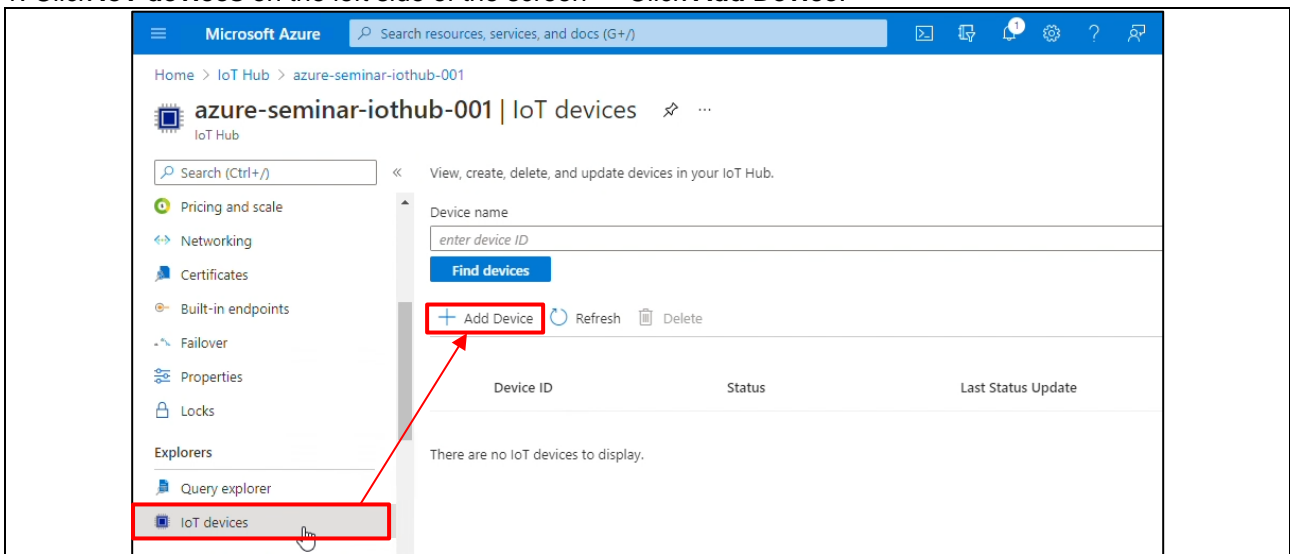 Microsoft Azure
Search resources, services, and docs (G+/)
1
Home > IoT Hub > azure-seminar-iothub-001
azure-seminar-iothub-001 | IoT devices
IoT Hub
Search (Ctrl+/)
View, create, delete, and update devices in your IoT Hub.
Pricing and scale
Device name
Networking
enter device ID
Certificates
Find devices
Built-in endpoints
Add Device Refresh Delete
Failover
Properties
Device ID Status Last Status Update
Locks
Explorers
There are no IoT devices to display.
Query explorer
IoT devices